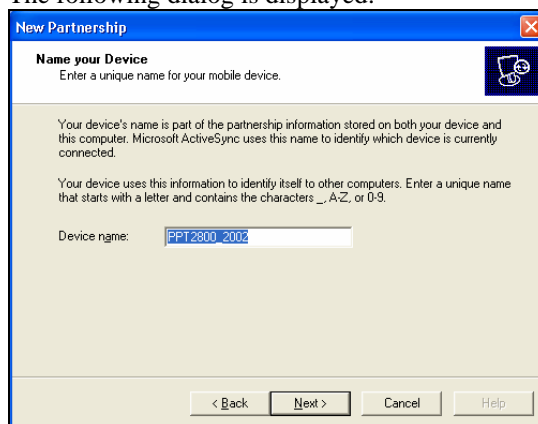 The following dialog is displayed:
New Partnership
Name your Device
Enter a unique name for your mobile device.
Your device's name is part of the partnership information stored on both your device and
this computer. Microsoft ActiveSync uses this name to identify which device is currently
connected.
Your device uses this information to identify itself to other computers. Enter a unique name
that starts with a letter and contains the characters _, A-Z, or 0-9.
Device name: PPT2800_2002
< Back Next > Cancel Help